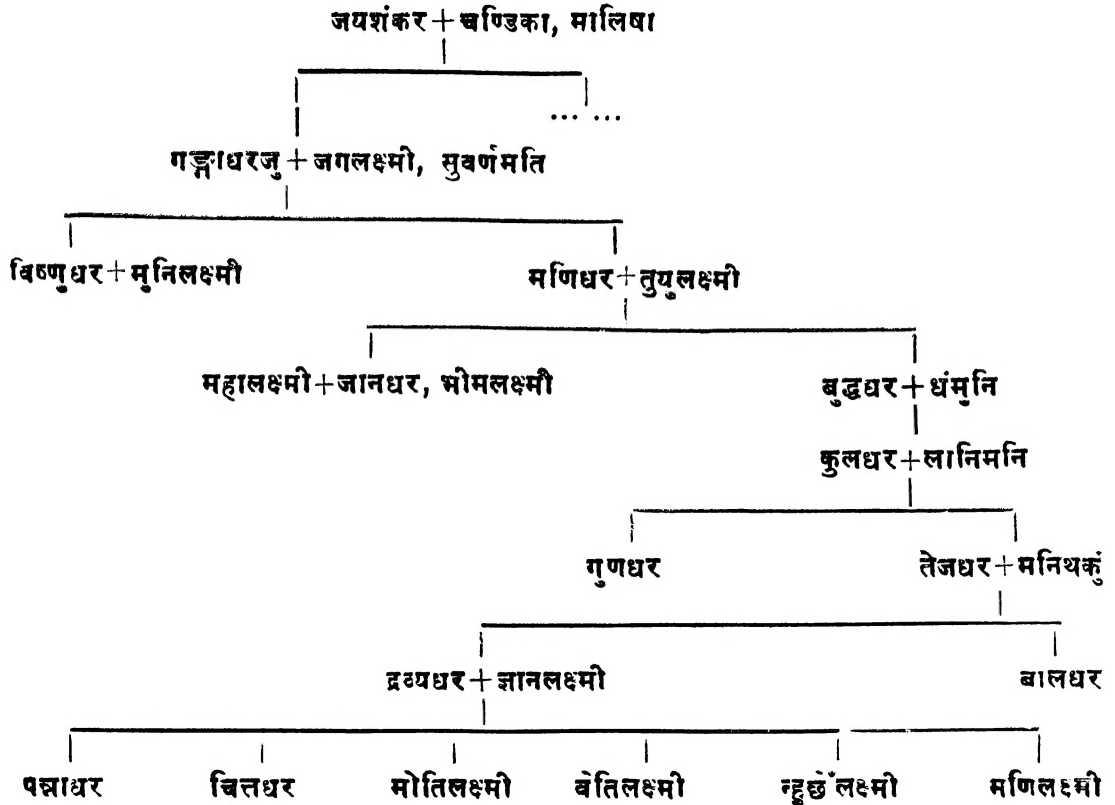 जयशंकर + चण्डिका, मालिषा
... ...
गङ्गाधरजु + जगलक्ष्मी, सुवर्णमति
विष्णुधर + मुनिलक्ष्मी मणिधर + तुयुलक्ष्मी
महालक्ष्मी + जानधर, भीमलक्ष्मी बुद्धधर + धंमुनि
कुलधर + लानिमनि
गुणधर तेजधर + मनिथकुं
द्रव्यधर + ज्ञानलक्ष्मी बालधर
पन्नाधर चित्तधर मोतिलक्ष्मी बेतिलक्ष्मी न्हूछेँ लक्ष्मी मणिलक्ष्मी